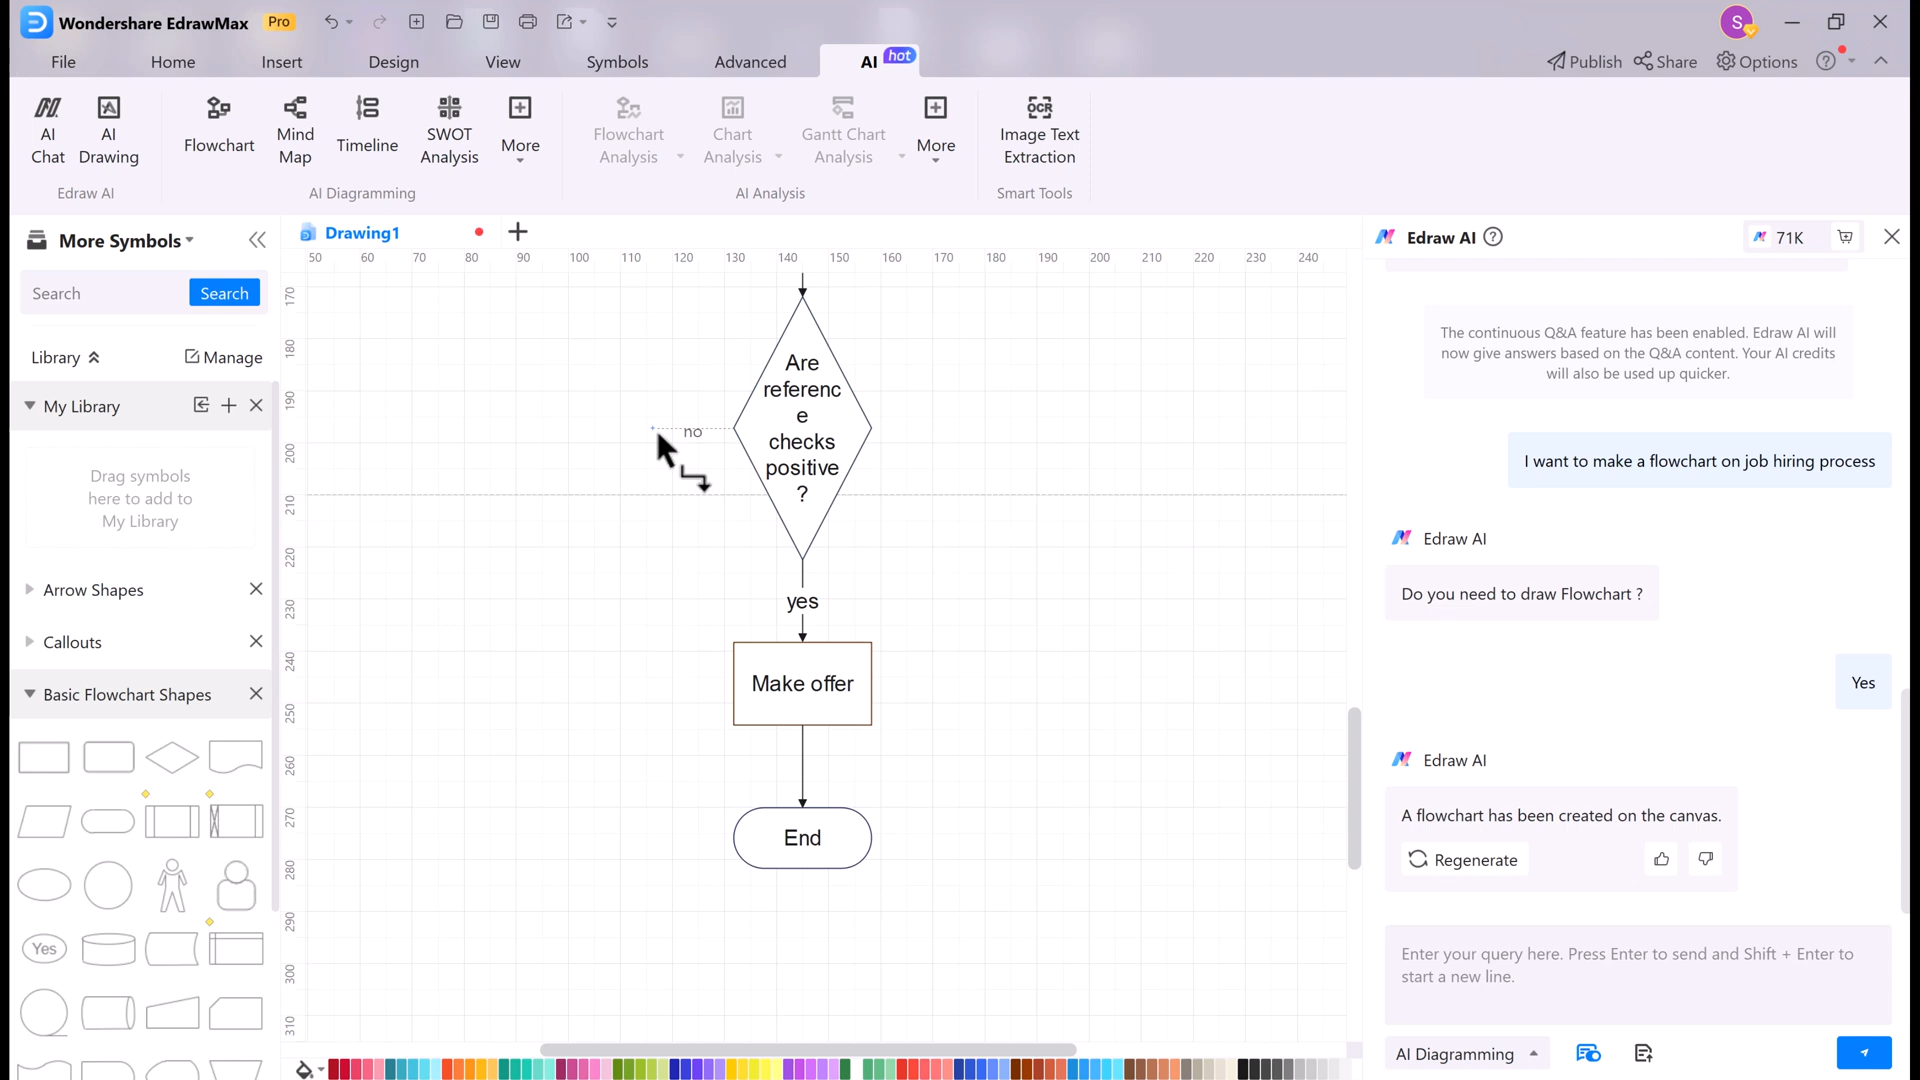 Wondershare EdrawMax Pro
S
File Home Insert Design View Symbols Advanced AI hot
Publish Share Options
AI Chat
AI Drawing
Edraw AI
Flowchart
Mind Map
Timeline
SWOT Analysis
More
AI Diagramming
Flowchart Analysis
Chart Analysis
Gantt Chart Analysis
More
AI Analysis
OCR
Image Text Extraction
Smart Tools
More Symbols
Search
Search
Library
Manage
My Library
Drag symbols
here to add to
My Library
Arrow Shapes
Callouts
Basic Flowchart Shapes
Yes
Drawing1
50 60 70 80 90 100 110 120 130 140 150 160 170 180 190 200 210 220 230 240
170
180
190
200
210
220
230
240
250
260
270
280
290
300
310
Are
referenc
e
checks
positive
?
no
yes
Make offer
End
Edraw AI
71K
The continuous Q&A feature has been enabled. Edraw AI will
now give answers based on the Q&A content. Your AI credits
will also be used up quicker.
I want to make a flowchart on job hiring process
Edraw AI
Do you need to draw Flowchart ?
Yes
Edraw AI
A flowchart has been created on the canvas.
Regenerate
Enter your query here. Press Enter to send and Shift + Enter to
start a new line.
AI Diagramming